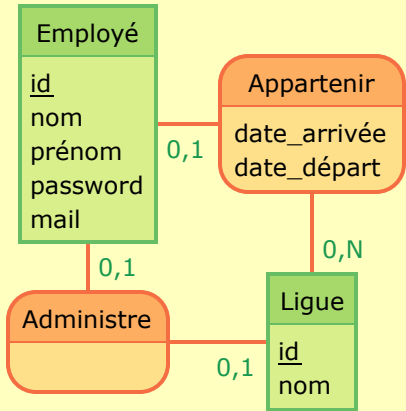 Employé
id
nom
prénom
password
mail
Appartenir
date_arrivée
date_départ
0,1
0,N
0,1
Administre
0,1
Ligue
id
nom